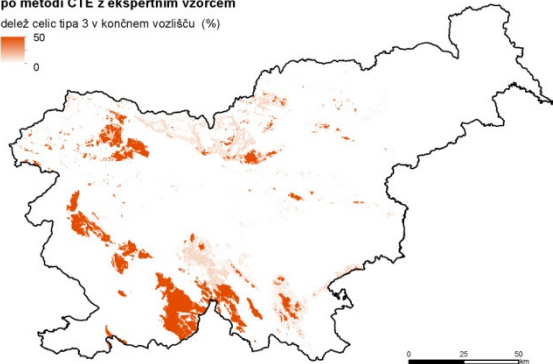 po metodi CTE z ekspertnim vzorcem
delež celic tipa 3 v končnem vozlišču (%)
50
0
0 25 50
km